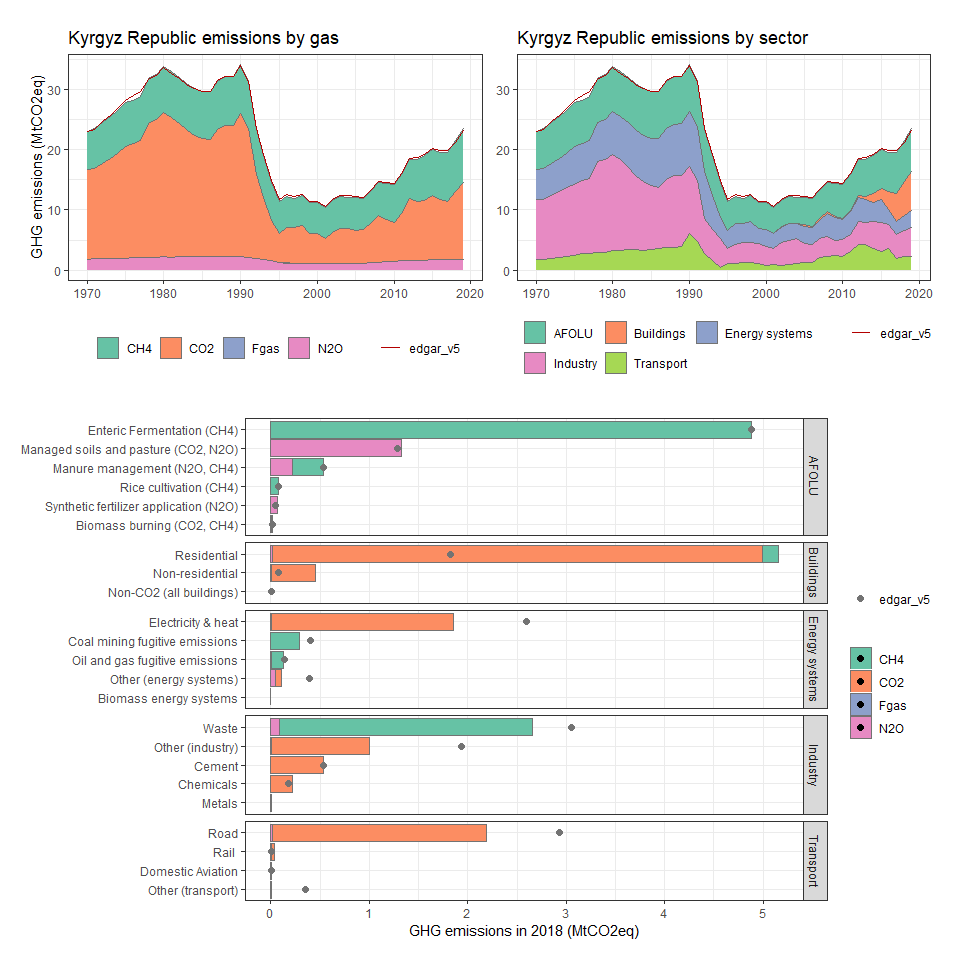 Kyrgyz Republic emissions by gas
GHG emissions (MtCO2eq)
30
20
10
0
1970 1980 1990 2000 2010 2020
CH4 CO2 Fgas N2O edgar_v5
Kyrgyz Republic emissions by sector
30
20
10
0
1970 1980 1990 2000 2010 2020
AFOLU Buildings Energy systems edgar_v5
Industry Transport
Enteric Fermentation (CH4)
Managed soils and pasture (CO2, N2O)
Manure management (N2O, CH4)
Rice cultivation (CH4)
Synthetic fertilizer application (N2O)
Biomass burning (CO2, CH4)
AFOLU
Residential
Non-residential
Non-CO2 (all buildings)
Buildings
Electricity & heat
Coal mining fugitive emissions
Oil and gas fugitive emissions
Other (energy systems)
Biomass energy systems
Energy systems
Waste
Other (industry)
Cement
Chemicals
Metals
Industry
Road
Rail
Domestic Aviation
Other (transport)
Transport
0 1 2 3 4 5
GHG emissions in 2018 (MtCO2eq)
edgar_v5
CH4
CO2
Fgas
N2O